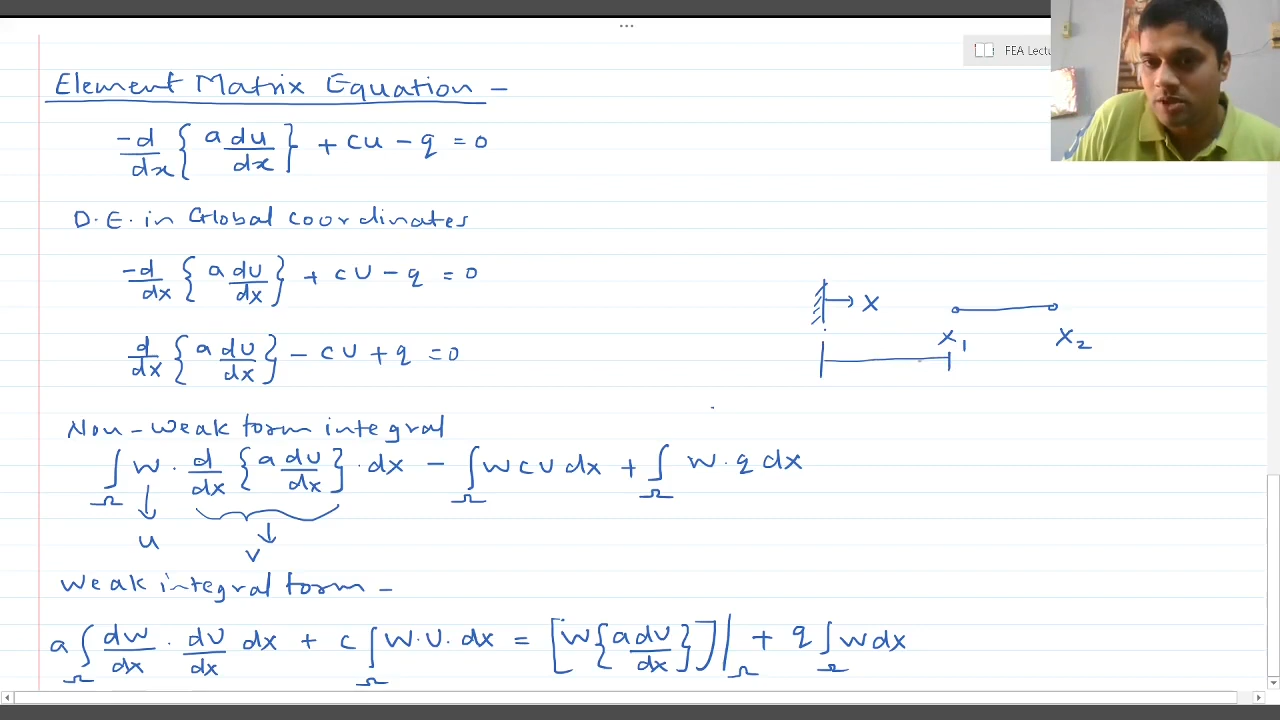 FEA Lectu
Element Matrix Equation -
-d/dx { a du/dx } + cu - q = 0
D.E. in Global coordinates
-d/dX { a dU/dX } + cU - q = 0
X
d/dX { a dU/dX } - cU + q = 0
X1 X2
Non-weak form integral
∫Ω W · d/dX { a dU/dX } · dX - ∫Ω W c U dX + ∫Ω W · q dX
u
v
Weak integral form -
a ∫Ω dW/dX · dU/dX dX + c ∫Ω W · U · dX = [ W { a dU/dX } ] |Ω + q ∫Ω W dX